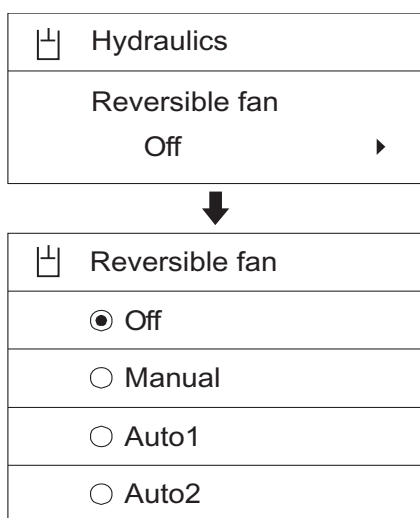 Hydraulics
Reversible fan
Off
Reversible fan
Off
Manual
Auto1
Auto2